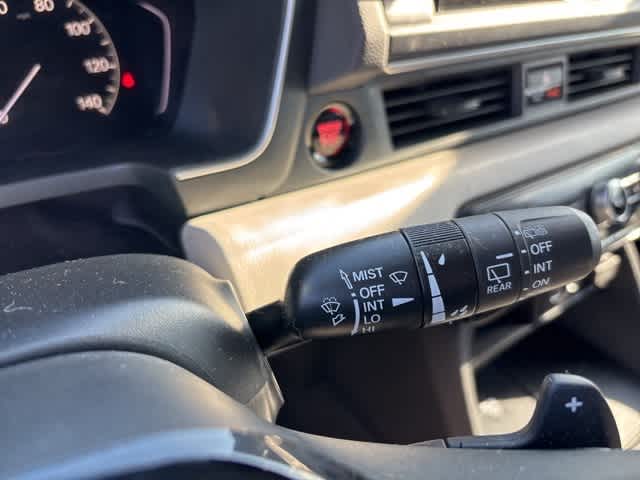 80
100
120
140
MIST
OFF
INT
LO
HI
REAR
OFF
INT
ON
+